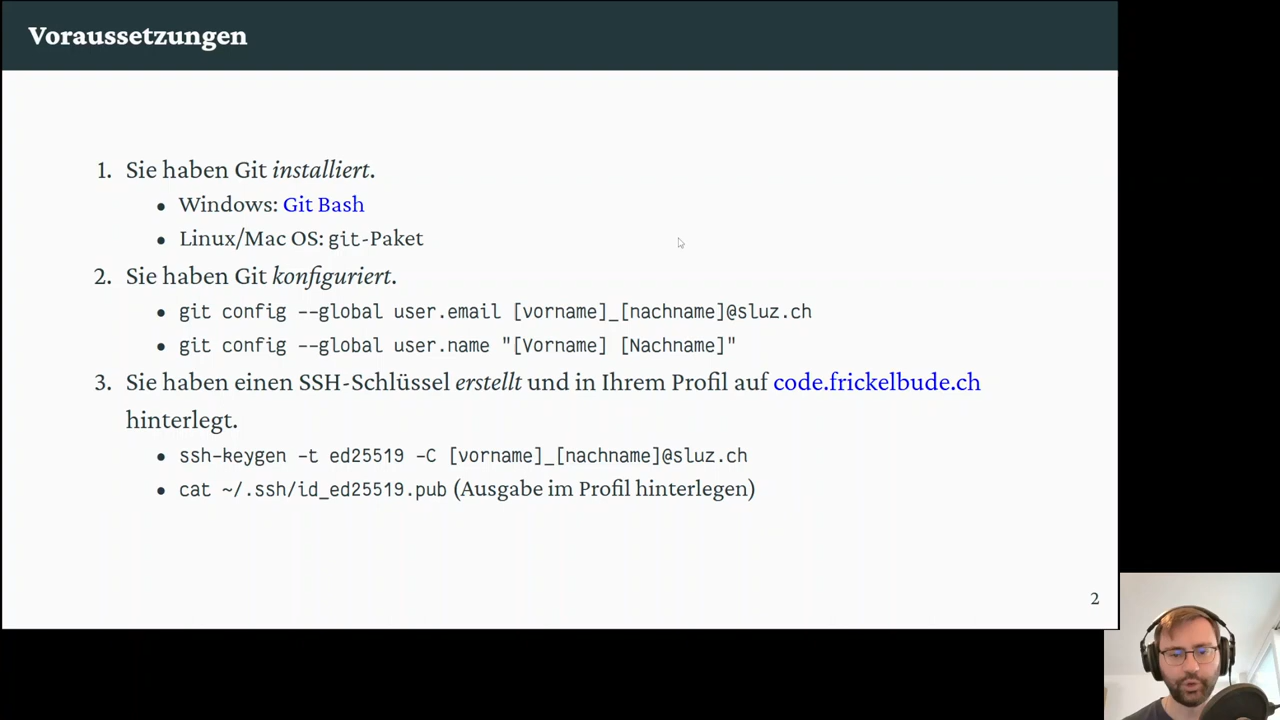 Voraussetzungen
1. Sie haben Git installiert.
• Windows: Git Bash
• Linux/Mac OS: git-Paket
2. Sie haben Git konfiguriert.
• git config --global user.email [vorname]_[nachname]@sluz.ch
• git config --global user.name "[Vorname] [Nachname]"
3. Sie haben einen SSH-Schlüssel erstellt und in Ihrem Profil auf code.frickelbude.ch
hinterlegt.
• ssh-keygen -t ed25519 -C [vorname]_[nachname]@sluz.ch
• cat ~/.ssh/id_ed25519.pub (Ausgabe im Profil hinterlegen)
2